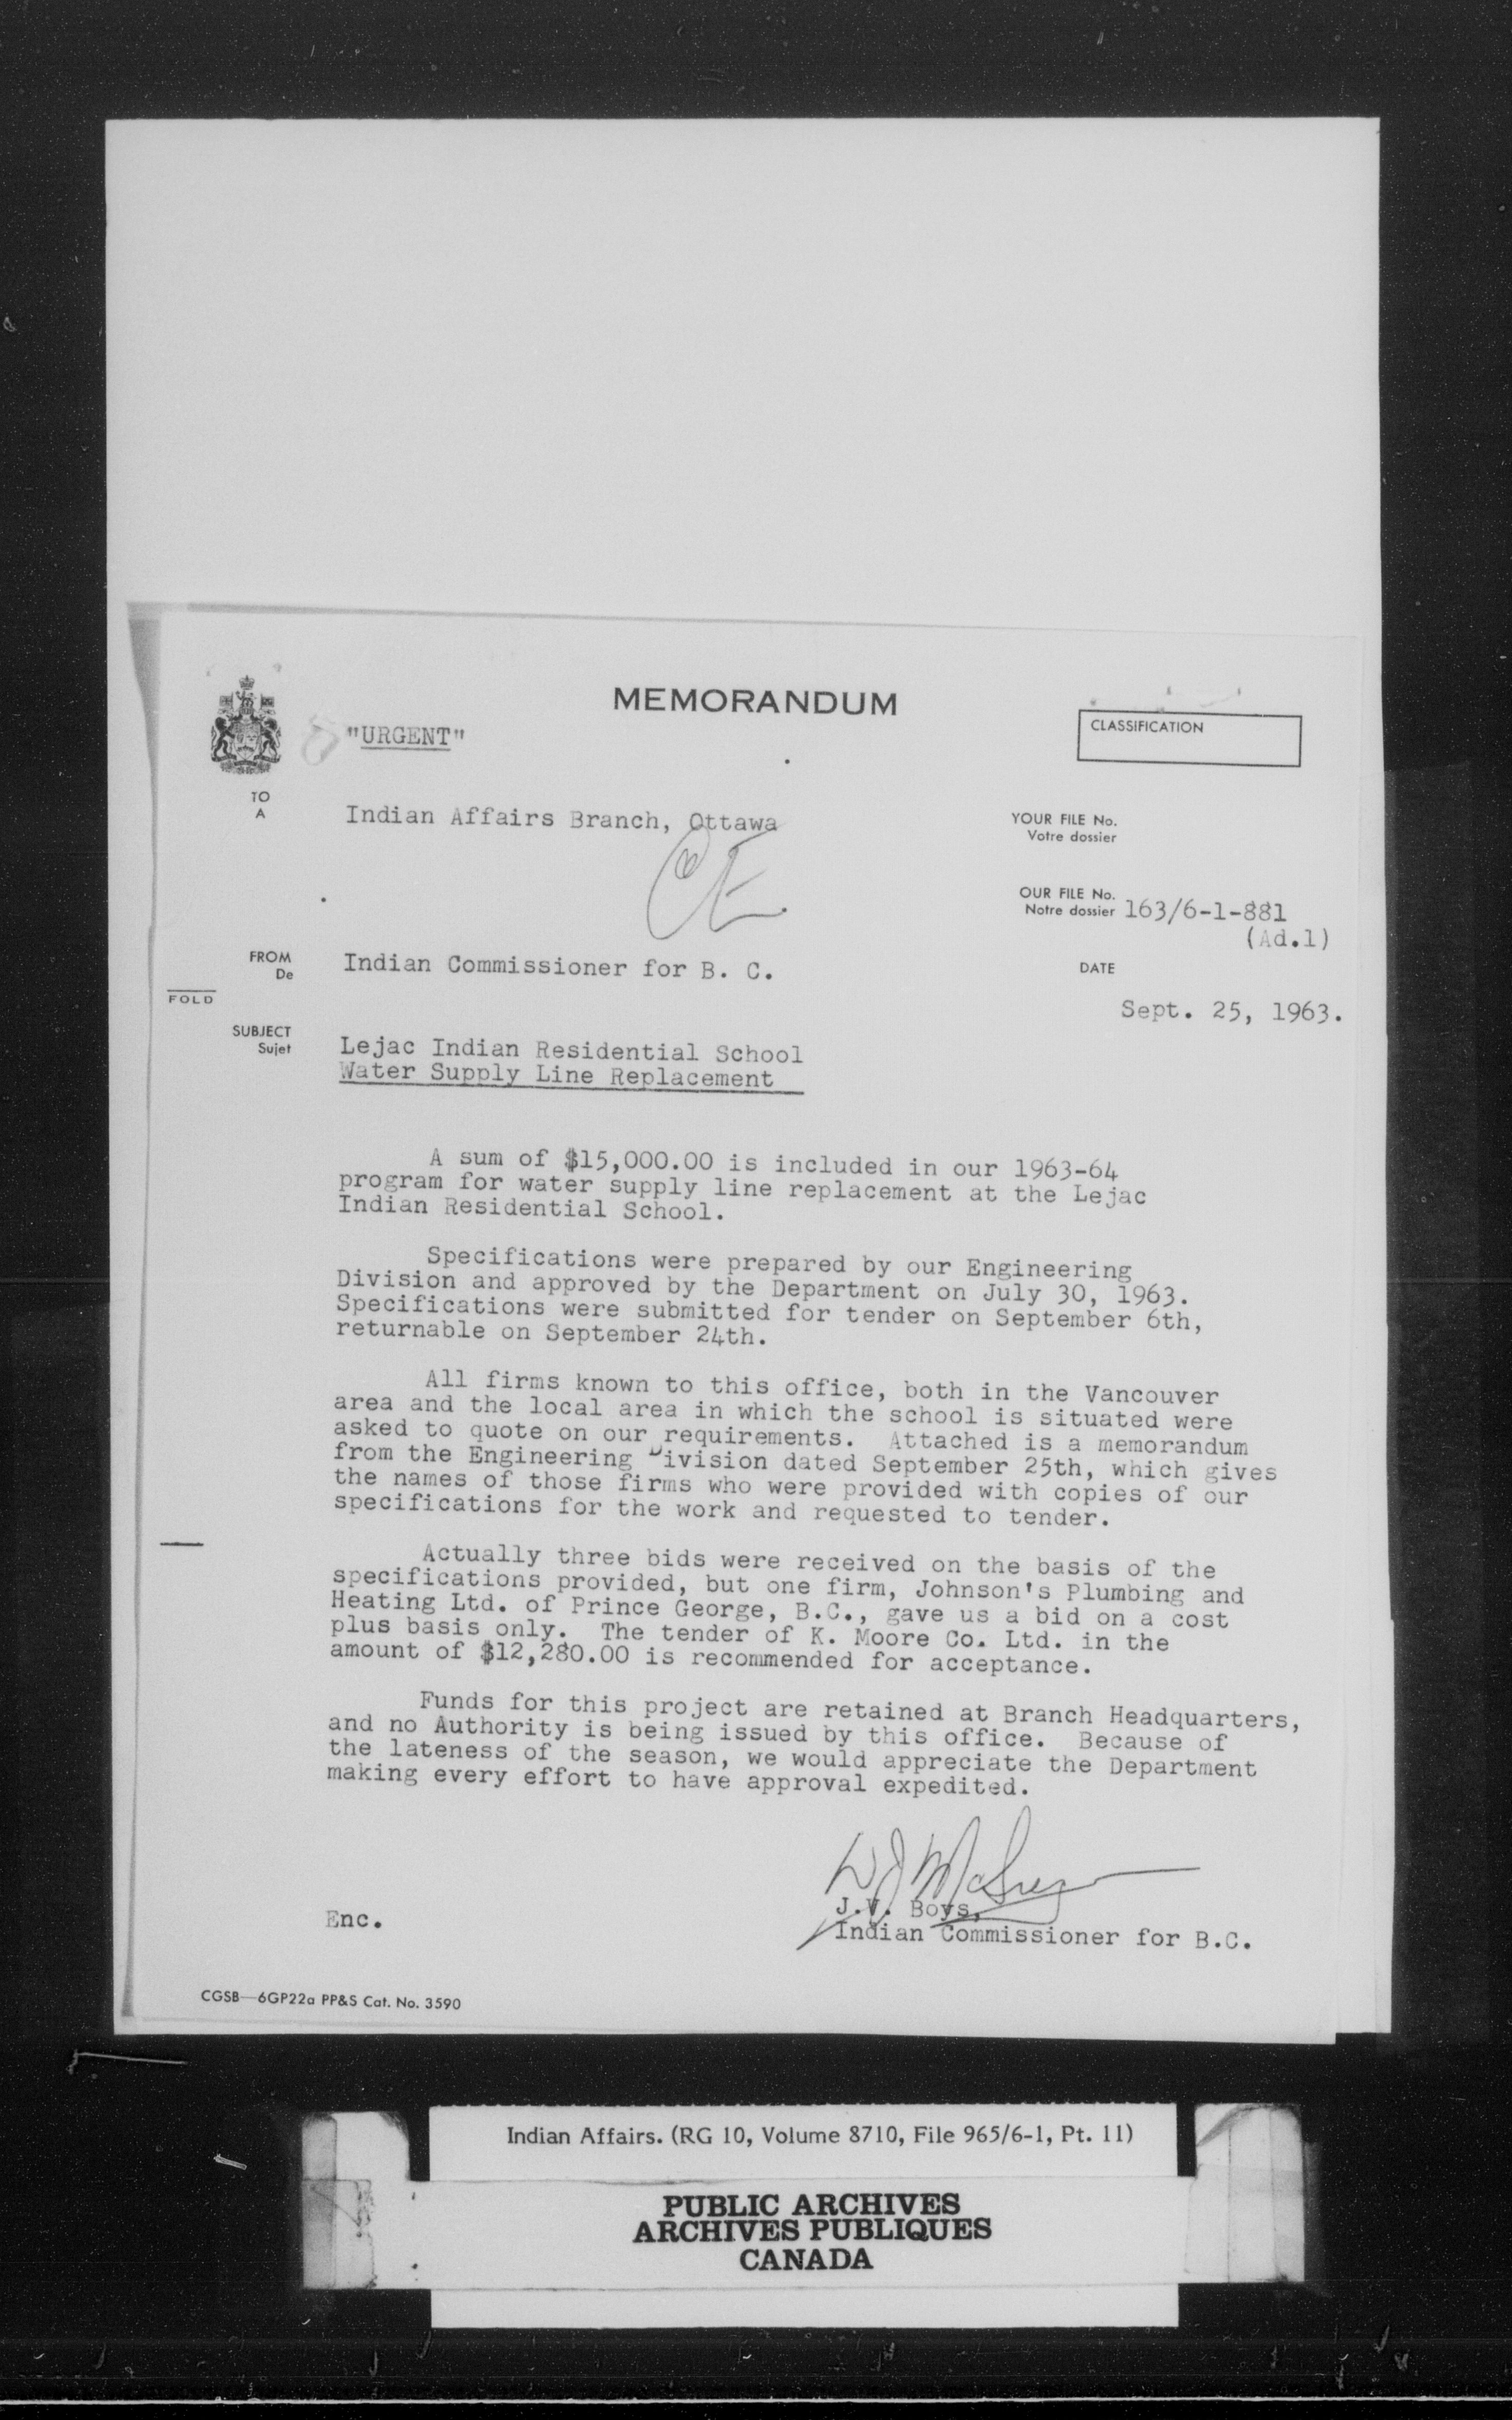 MEMORANDUM
"URGENT"
CLASSIFICATION
TO
A
Indian Affairs Branch, Ottawa
YOUR FILE No.
Votre dossier
CE
OUR FILE No.
Notre dossier 163/6-1-881
(Ad.1)
FROM
De
Indian Commissioner for B. C.
DATE
FOLD
Sept. 25, 1963.
SUBJECT
Sujet
Lejac Indian Residential School
Water Supply Line Replacement
A sum of $15,000.00 is included in our 1963-64
program for water supply line replacement at the Lejac
Indian Residential School.
Specifications were prepared by our Engineering
Division and approved by the Department on July 30, 1963.
Specifications were submitted for tender on September 6th,
returnable on September 24th.
All firms known to this office, both in the Vancouver
area and the local area in which the school is situated were
asked to quote on our requirements. Attached is a memorandum
from the Engineering Division dated September 25th, which gives
the names of those firms who were provided with copies of our
specifications for the work and requested to tender.
Actually three bids were received on the basis of the
specifications provided, but one firm, Johnson's Plumbing and
Heating Ltd. of Prince George, B.C., gave us a bid on a cost
plus basis only. The tender of K. Moore Co. Ltd. in the
amount of $12,280.00 is recommended for acceptance.
Funds for this project are retained at Branch Headquarters,
and no Authority is being issued by this office. Because of
the lateness of the season, we would appreciate the Department
making every effort to have approval expedited.
J.V. Boys,
Enc.
Indian Commissioner for B.C.
CGSB—6GP22a PP&S Cat. No. 3590
Indian Affairs. (RG 10, Volume 8710, File 965/6-1, Pt. 11)
PUBLIC ARCHIVES
ARCHIVES PUBLIQUES
CANADA